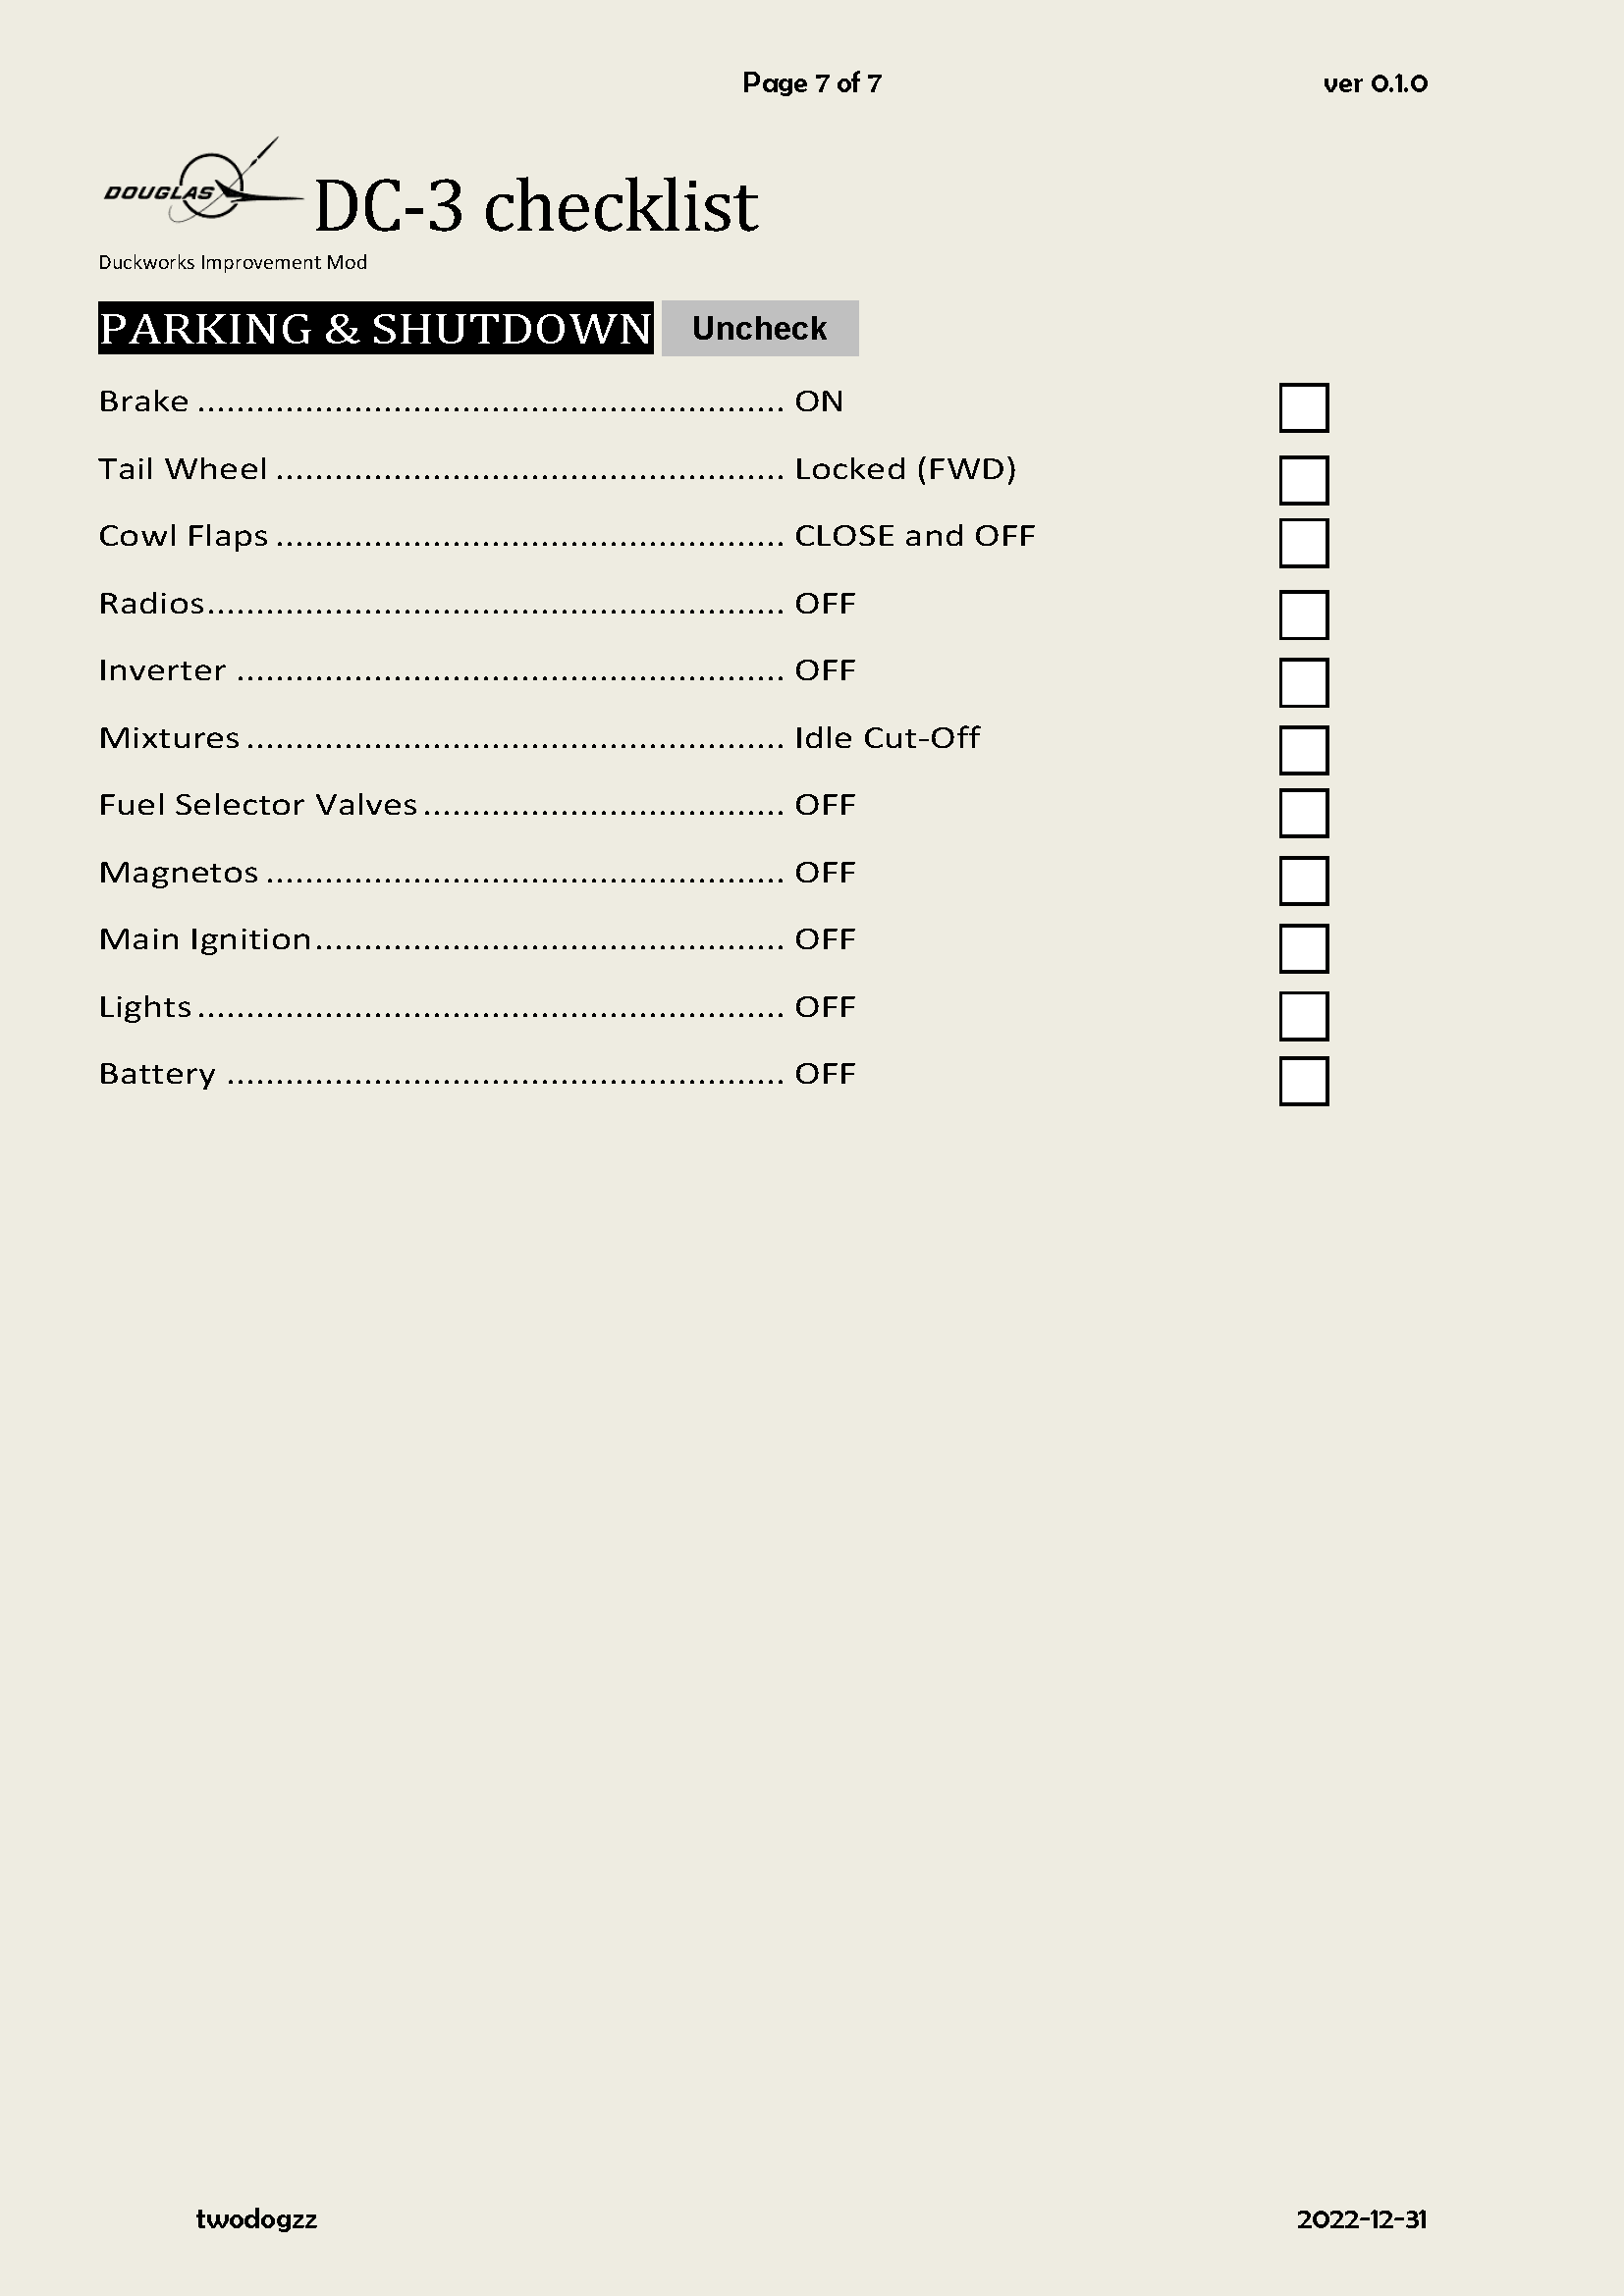 Page 7 of 7 ver 0.1.0
DOUGLAS DC-3 checklist
Duckworks Improvement Mod
PARKING & SHUTDOWN Uncheck
Brake ............................................................ ON
Tail Wheel .................................................... Locked (FWD)
Cowl Flaps .................................................... CLOSE and OFF
Radios........................................................... OFF
Inverter ........................................................ OFF
Mixtures ....................................................... Idle Cut-Off
Fuel Selector Valves ..................................... OFF
Magnetos ..................................................... OFF
Main Ignition................................................ OFF
Lights ............................................................ OFF
Battery ......................................................... OFF
twodogzz 2022-12-31